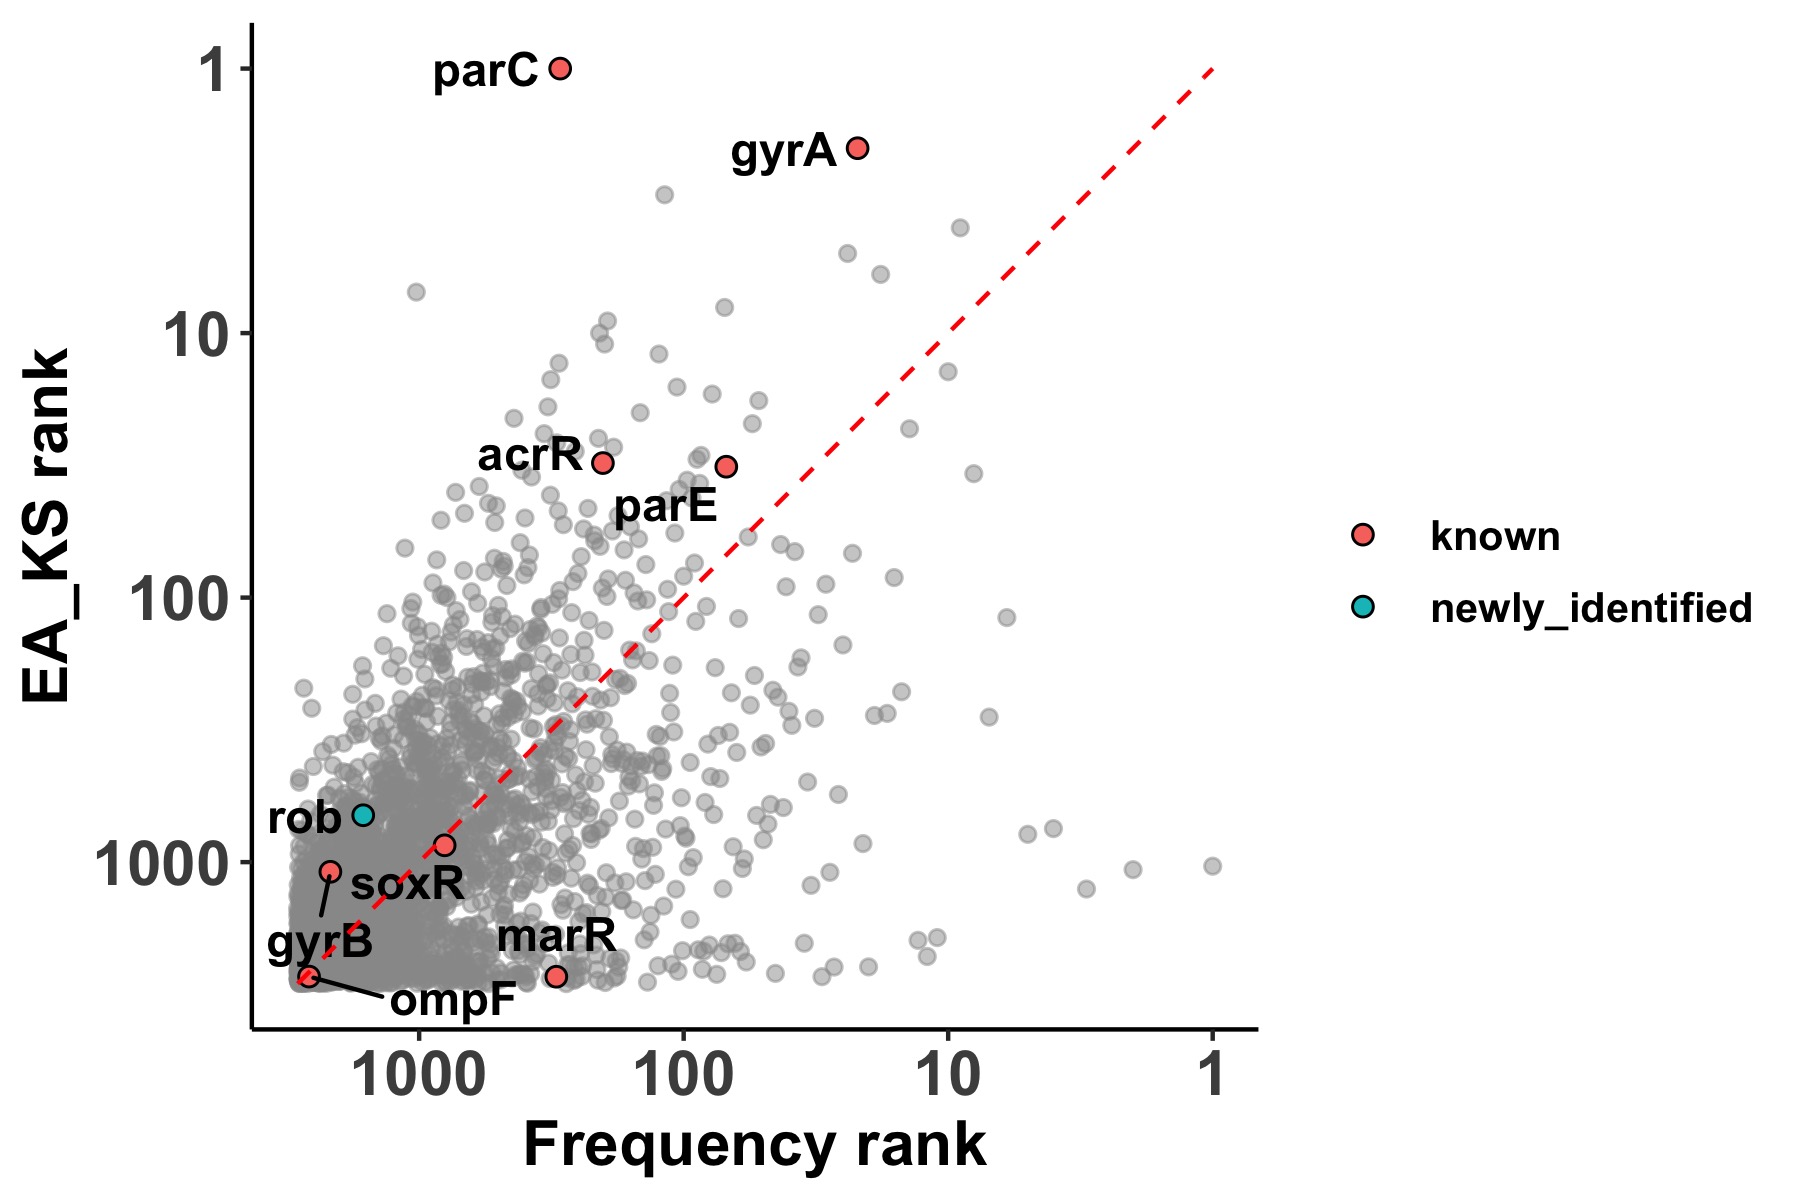 1
10
100
1000
EA_KS rank
parC
gyrA
acrR
parE
rob
soxR
gyrB
marR
ompF
1000
100
10
1
Frequency rank
known
newly_identified